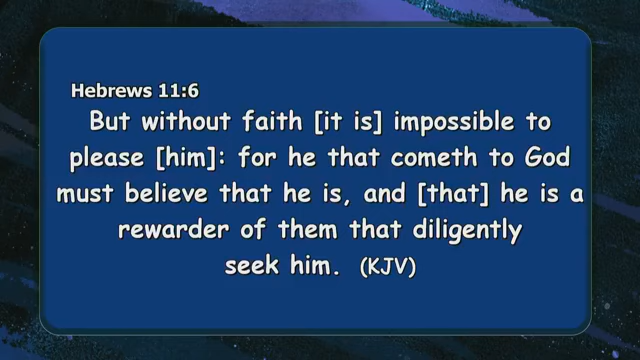 Hebrews 11:6
But without faith [it is] impossible to
please [him]: for he that cometh to God
must believe that he is, and [that] he is a
rewarder of them that diligently
seek him. (KJV)